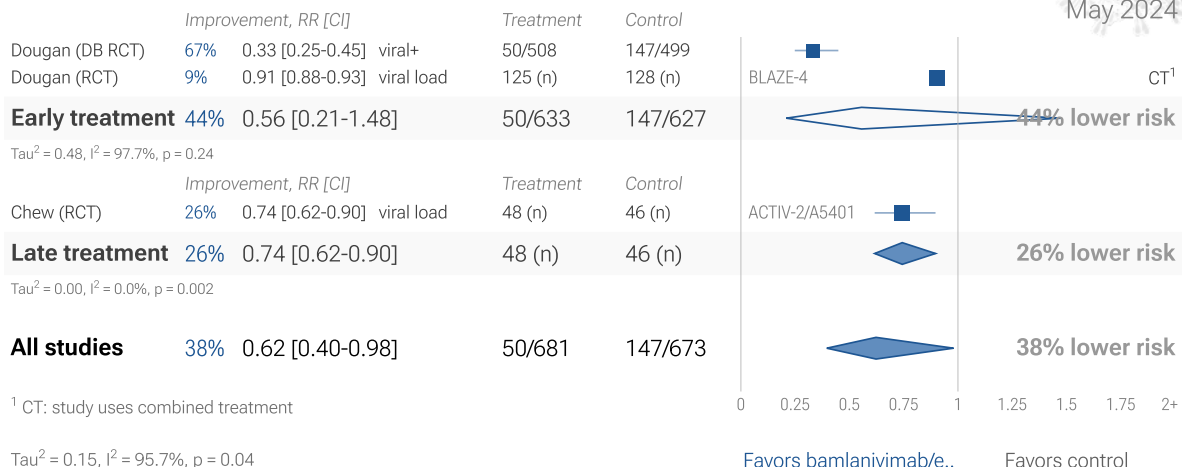 May 2024
Improvement, RR [CI] Treatment Control
Dougan (DB RCT) 67% 0.33 [0.25-0.45] viral+ 50/508 147/499
Dougan (RCT) 9% 0.91 [0.88-0.93] viral load 125 (n) 128 (n) BLAZE-4 CT¹
Early treatment 44% 0.56 [0.21-1.48] 50/633 147/627 44% lower risk
Tau² = 0.48, I² = 97.7%, p = 0.24
Improvement, RR [CI] Treatment Control
Chew (RCT) 26% 0.74 [0.62-0.90] viral load 48 (n) 46 (n) ACTIV-2/A5401
Late treatment 26% 0.74 [0.62-0.90] 48 (n) 46 (n) 26% lower risk
Tau² = 0.00, I² = 0.0%, p = 0.002
All studies 38% 0.62 [0.40-0.98] 50/681 147/673 38% lower risk
0 0.25 0.5 0.75 1 1.25 1.5 1.75 2+
¹ CT: study uses combined treatment
Tau² = 0.15, I² = 95.7%, p = 0.04 Favors bamlanivimab/e.. Favors control